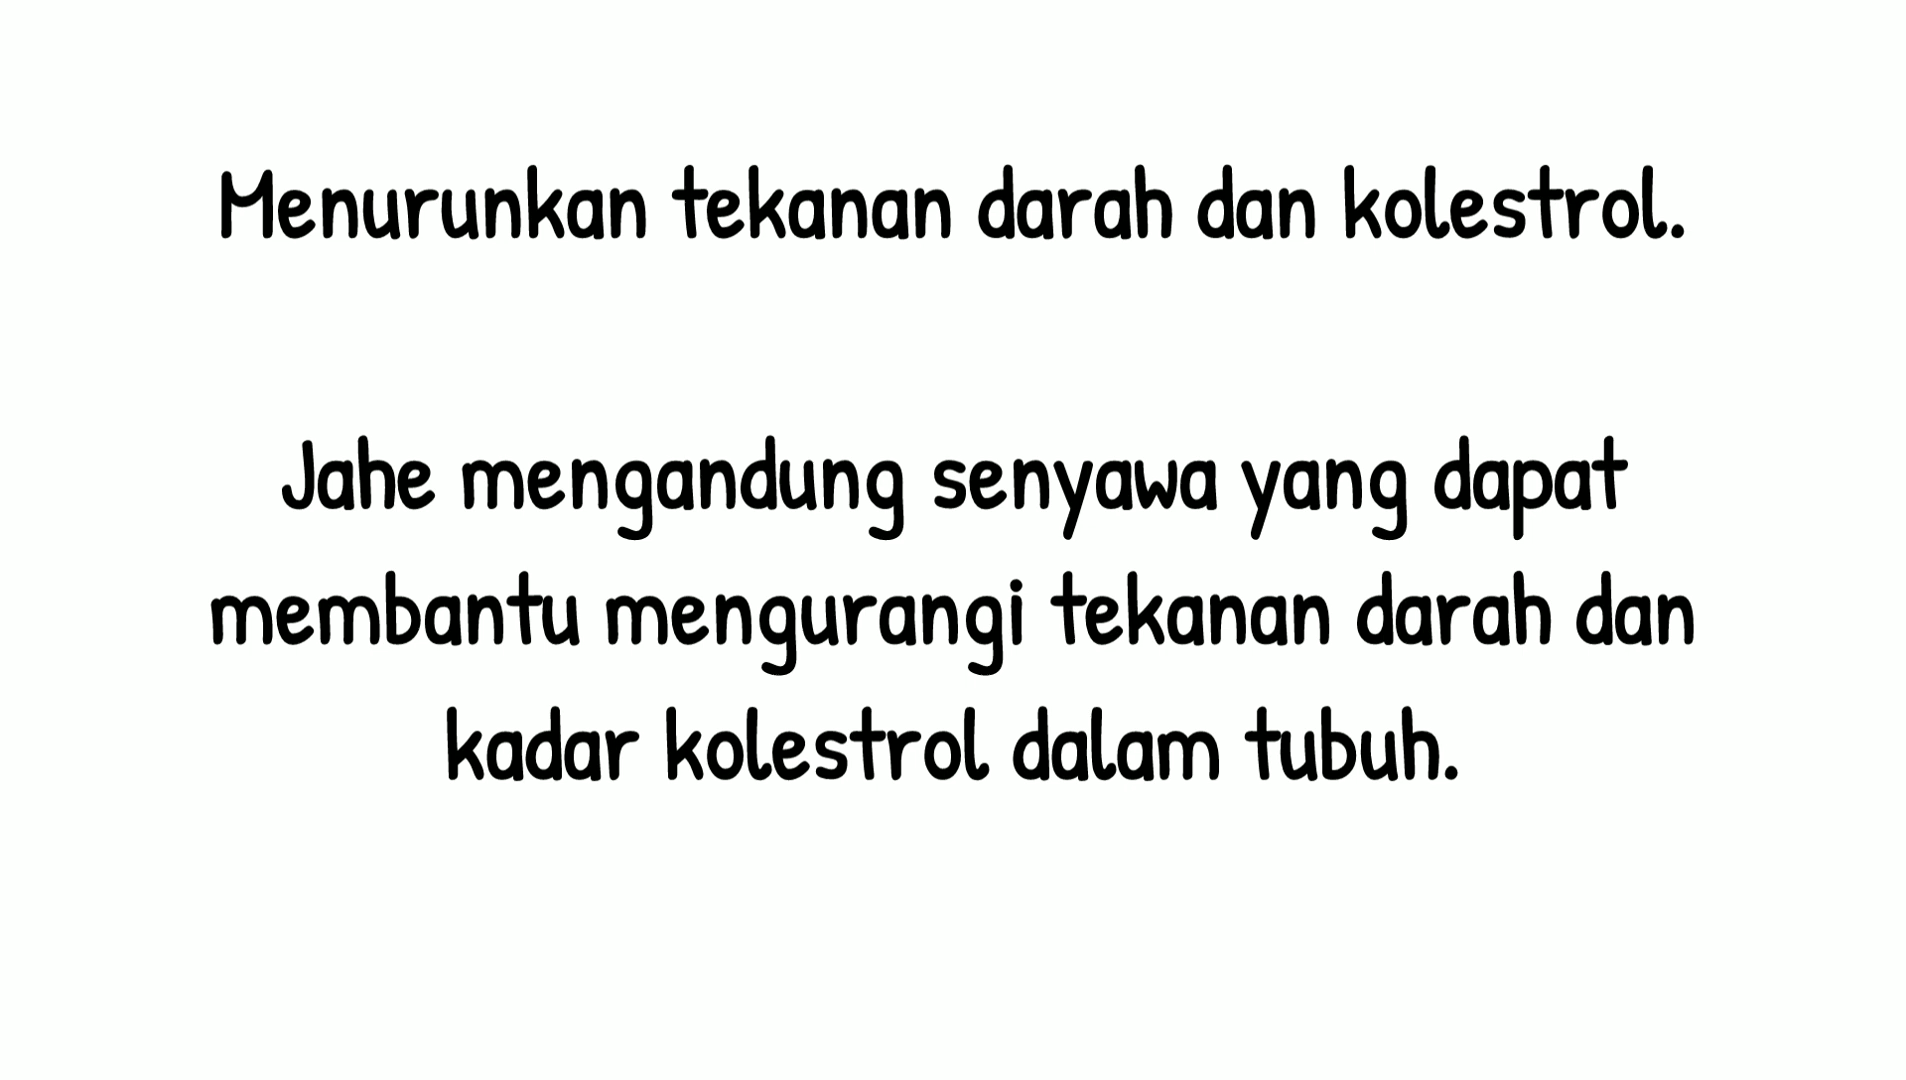 Menurunkan tekanan darah dan kolestrol.
Jahe mengandung senyawa yang dapat
membantu mengurangi tekanan darah dan
kadar kolestrol dalam tubuh.